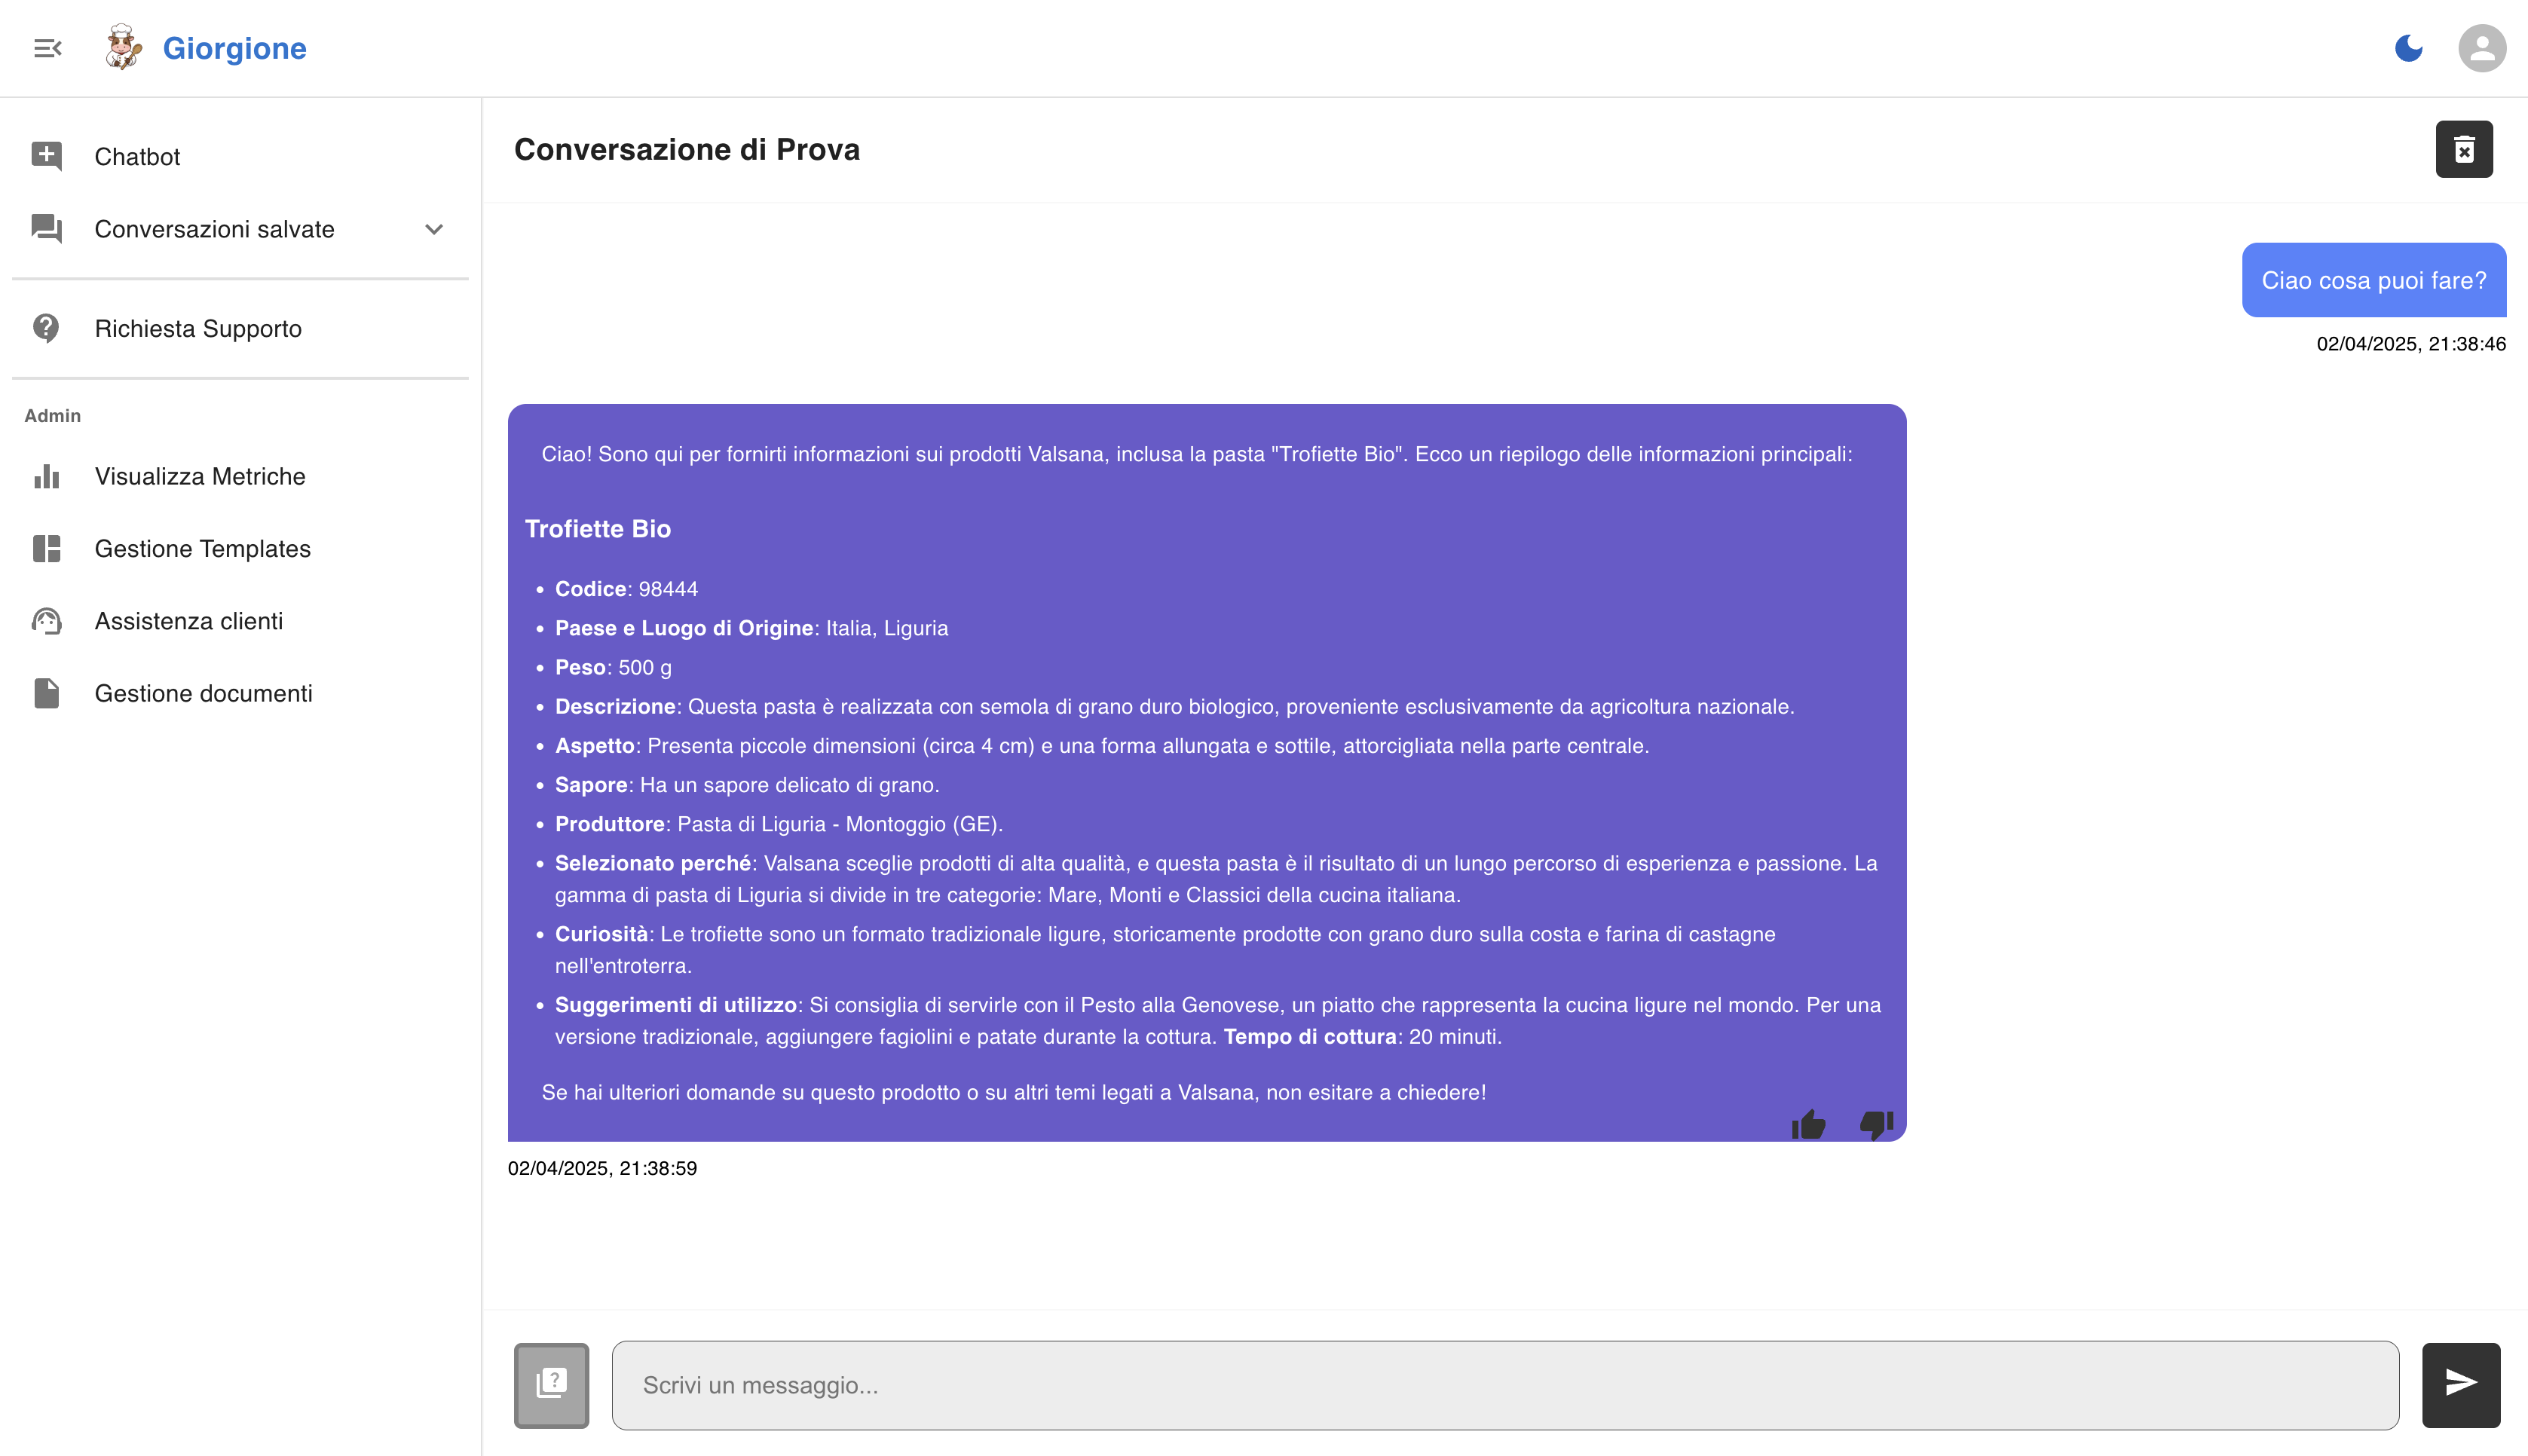 Giorgione
Chatbot
Conversazioni salvate
Richiesta Supporto
Admin
Visualizza Metriche
Gestione Templates
Assistenza clienti
Gestione documenti
Conversazione di Prova
Ciao cosa puoi fare?
02/04/2025, 21:38:46
Ciao! Sono qui per fornirti informazioni sui prodotti Valsana, inclusa la pasta "Trofiette Bio". Ecco un riepilogo delle informazioni principali:
Trofiette Bio
• Codice: 98444
• Paese e Luogo di Origine: Italia, Liguria
• Peso: 500 g
• Descrizione: Questa pasta è realizzata con semola di grano duro biologico, proveniente esclusivamente da agricoltura nazionale.
• Aspetto: Presenta piccole dimensioni (circa 4 cm) e una forma allungata e sottile, attorcigliata nella parte centrale.
• Sapore: Ha un sapore delicato di grano.
• Produttore: Pasta di Liguria - Montoggio (GE).
• Selezionato perché: Valsana sceglie prodotti di alta qualità, e questa pasta è il risultato di un lungo percorso di esperienza e passione. La
gamma di pasta di Liguria si divide in tre categorie: Mare, Monti e Classici della cucina italiana.
• Curiosità: Le trofiette sono un formato tradizionale ligure, storicamente prodotte con grano duro sulla costa e farina di castagne
nell'entroterra.
• Suggerimenti di utilizzo: Si consiglia di servirle con il Pesto alla Genovese, un piatto che rappresenta la cucina ligure nel mondo. Per una
versione tradizionale, aggiungere fagiolini e patate durante la cottura. Tempo di cottura: 20 minuti.
Se hai ulteriori domande su questo prodotto o su altri temi legati a Valsana, non esitare a chiedere!
02/04/2025, 21:38:59
Scrivi un messaggio...